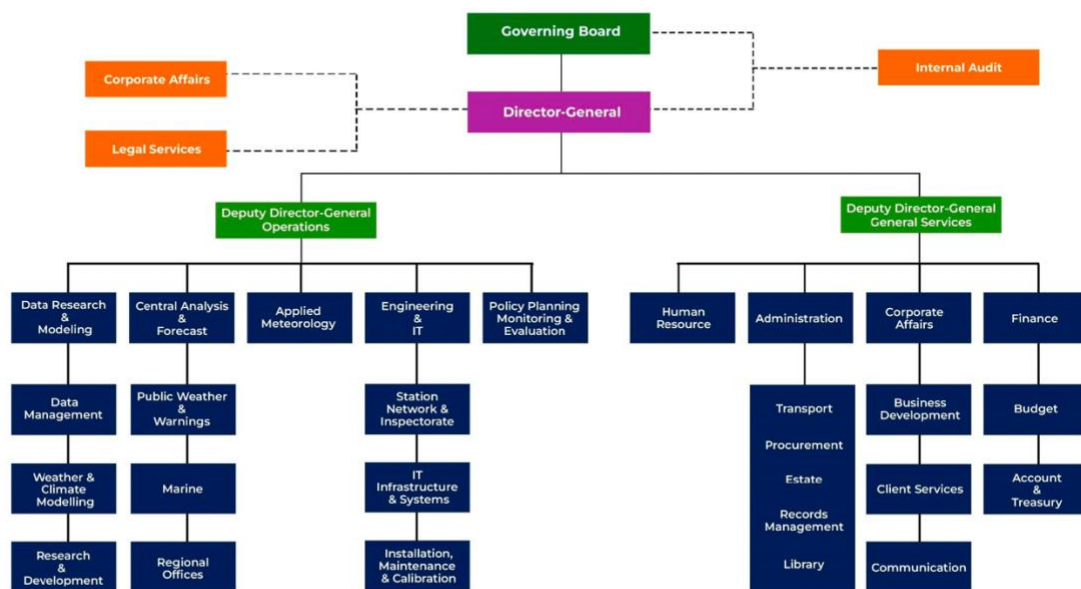 Governing Board
Corporate Affairs
Internal Audit
Director-General
Legal Services
Deputy Director-General
Operations
Deputy Director-General
General Services
Data Research
&
Modeling
Central Analysis
& 
Forecast
Applied
Meteorology
Engineering
&
IT
Policy Planning
Monitoring &
Evaluation
Human
Resource
Administration
Corporate
Affairs
Finance
Data
Management
Public Weather
&
Warnings
Station
Network &
Inspectorate
Transport
Procurement
Estate
Records
Management
Library
Business
Development
Budget
Weather &
Climate
Modelling
Marine
IT
Infrastructure
& Systems
Client Services
Account
&
Treasury
Research
&
Development
Regional
Offices
Installation,
Maintenance
& Calibration
Communication